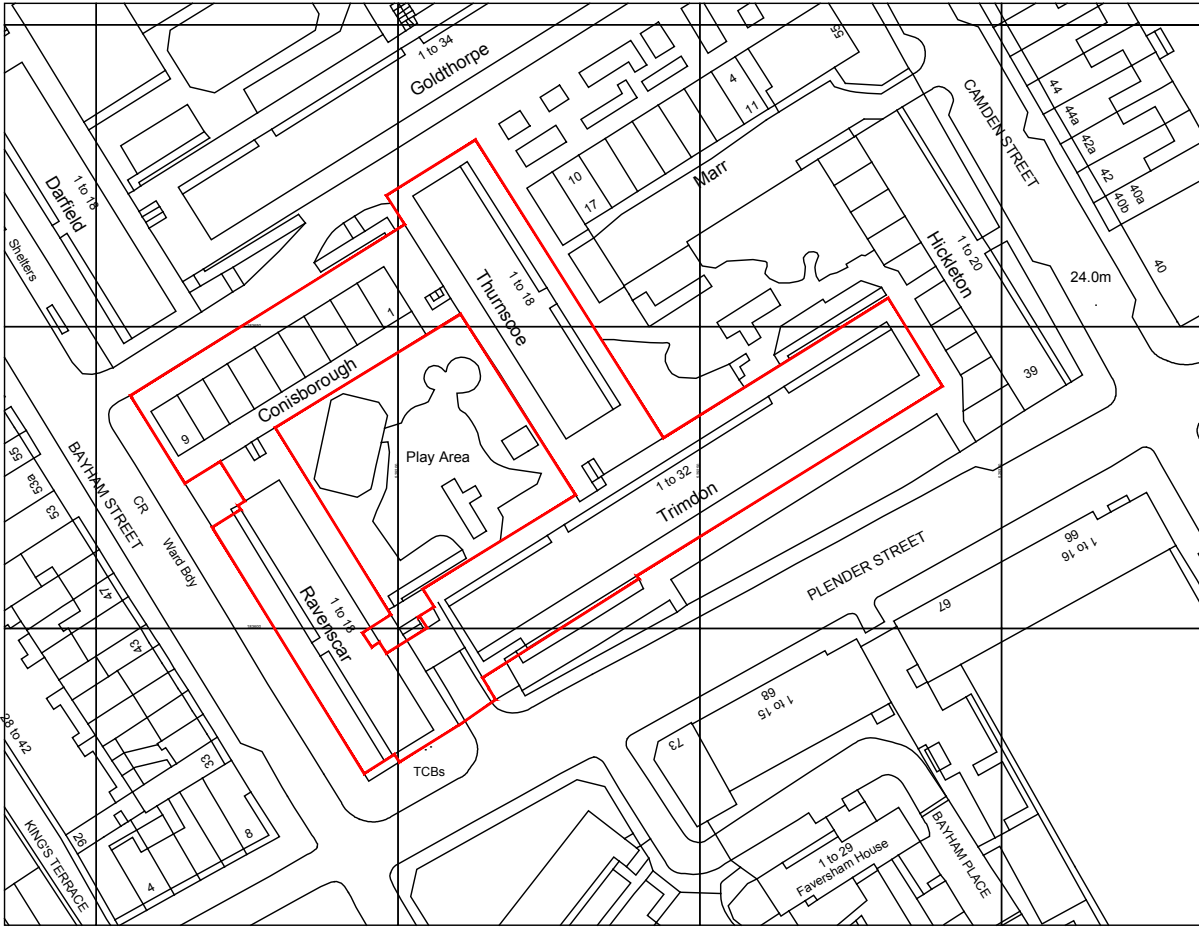 1 to 34
Goldthorpe
55
4
11
CAMDEN STREET
44
44a
42a
42
40a
40b
40
1 to 18
Darfield
Shelters
10
17
Marr
Hickleton
1 to 20
24.0m
Thurnscoe
1 to 18
1
Conisborough
9
39
Play Area
BAYHAM STREET
55
53a
53
CR
Ward Bdy
1 to 32
Trimdon
PLENDER STREET
66
1 to 16
67
47
43
1 to 18
Ravenscar
28 to 42
33
68
1 to 15
73
TCBs
KING'S TERRACE
26
8
4
1 to 29
Faversham House
BAYHAM PLACE